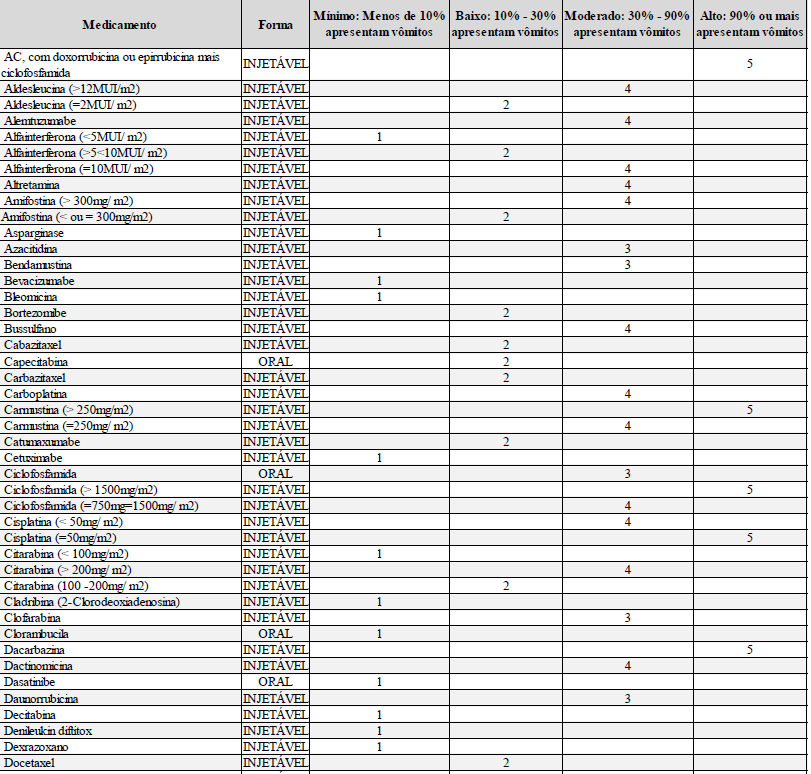 Medicamento Forma Mínimo: Menos de 10% apresentam vômitos Baixo: 10% - 30% apresentam vômitos Moderado: 30% - 90% apresentam vômitos Alto: 90% ou mais apresentam vômitos
AC, com doxorrubicina ou epirrubicina mais ciclofosfamida INJETÁVEL 5
Aldesleucina (>12MUI/m2) INJETÁVEL 4
Aldesleucina (=2MUI/ m2) INJETÁVEL 2
Alemtuzumabe INJETÁVEL 4
Alfainterferona (<5MUI/ m2) INJETÁVEL 1
Alfainterferona (>5<10MUI/ m2) INJETÁVEL 2
Alfainterferona (=10MUI/ m2) INJETÁVEL 4
Altretamina INJETÁVEL 4
Amifostina (> 300mg/ m2) INJETÁVEL 4
Amifostina (< ou = 300mg/m2) INJETÁVEL 2
Asparginase INJETÁVEL 1
Azacitidina INJETÁVEL 3
Bendamustina INJETÁVEL 3
Bevacizumabe INJETÁVEL 1
Bleomicina INJETÁVEL 1
Bortezomibe INJETÁVEL 2
Bussulfano INJETÁVEL 4
Cabazitaxel INJETÁVEL 2
Capecitabina ORAL 2
Carbazitaxel INJETÁVEL 2
Carboplatina INJETÁVEL 4
Carmustina (> 250mg/m2) INJETÁVEL 5
Carmustina (=250mg/ m2) INJETÁVEL 4
Catumaxumabe INJETÁVEL 2
Cetuximabe INJETÁVEL 1
Ciclofosfamida ORAL 3
Ciclofosfamida (> 1500mg/m2) INJETÁVEL 5
Ciclofosfamida (=750mg=1500mg/ m2) INJETÁVEL 4
Cisplatina (< 50mg/ m2) INJETÁVEL 4
Cisplatina (=50mg/m2) INJETÁVEL 5
Citarabina (< 100mg/m2) INJETÁVEL 1
Citarabina (> 200mg/ m2) INJETÁVEL 4
Citarabina (100 -200mg/ m2) INJETÁVEL 2
Cladribina (2-Clorodeoxiadenosina) INJETÁVEL 1
Clofarabina INJETÁVEL 3
Clorambucila ORAL 1
Dacarbazina INJETÁVEL 5
Dactinomicina INJETÁVEL 4
Dasatinibe ORAL 1
Daunorrubicina INJETÁVEL 3
Decitabina INJETÁVEL 1
Denileukin diftitox INJETÁVEL 1
Dexrazoxano INJETÁVEL 1
Docetaxel INJETÁVEL 2